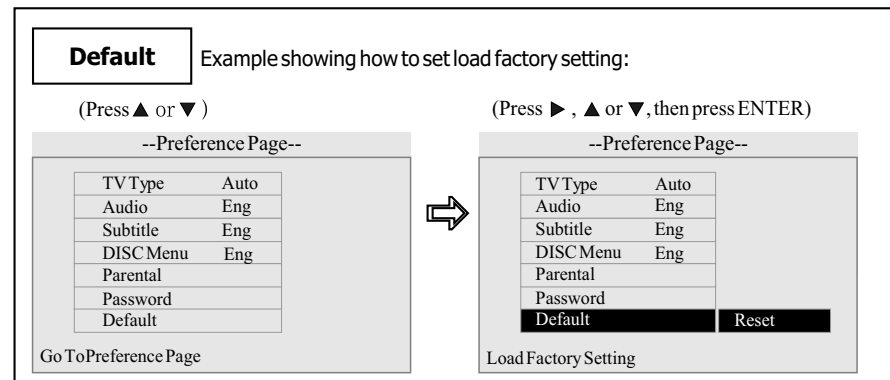 Default Example showing how to set load factory setting:
(Press ▲ or ▼ )
--Preference Page--
TV Type Auto
Audio Eng
Subtitle Eng
DISC Menu Eng
Parental
Password
Default
Go To Preference Page
(Press ▶ , ▲ or ▼, then press ENTER)
--Preference Page--
TV Type Auto
Audio Eng
Subtitle Eng
DISC Menu Eng
Parental
Password
Default Reset
Load Factory Setting